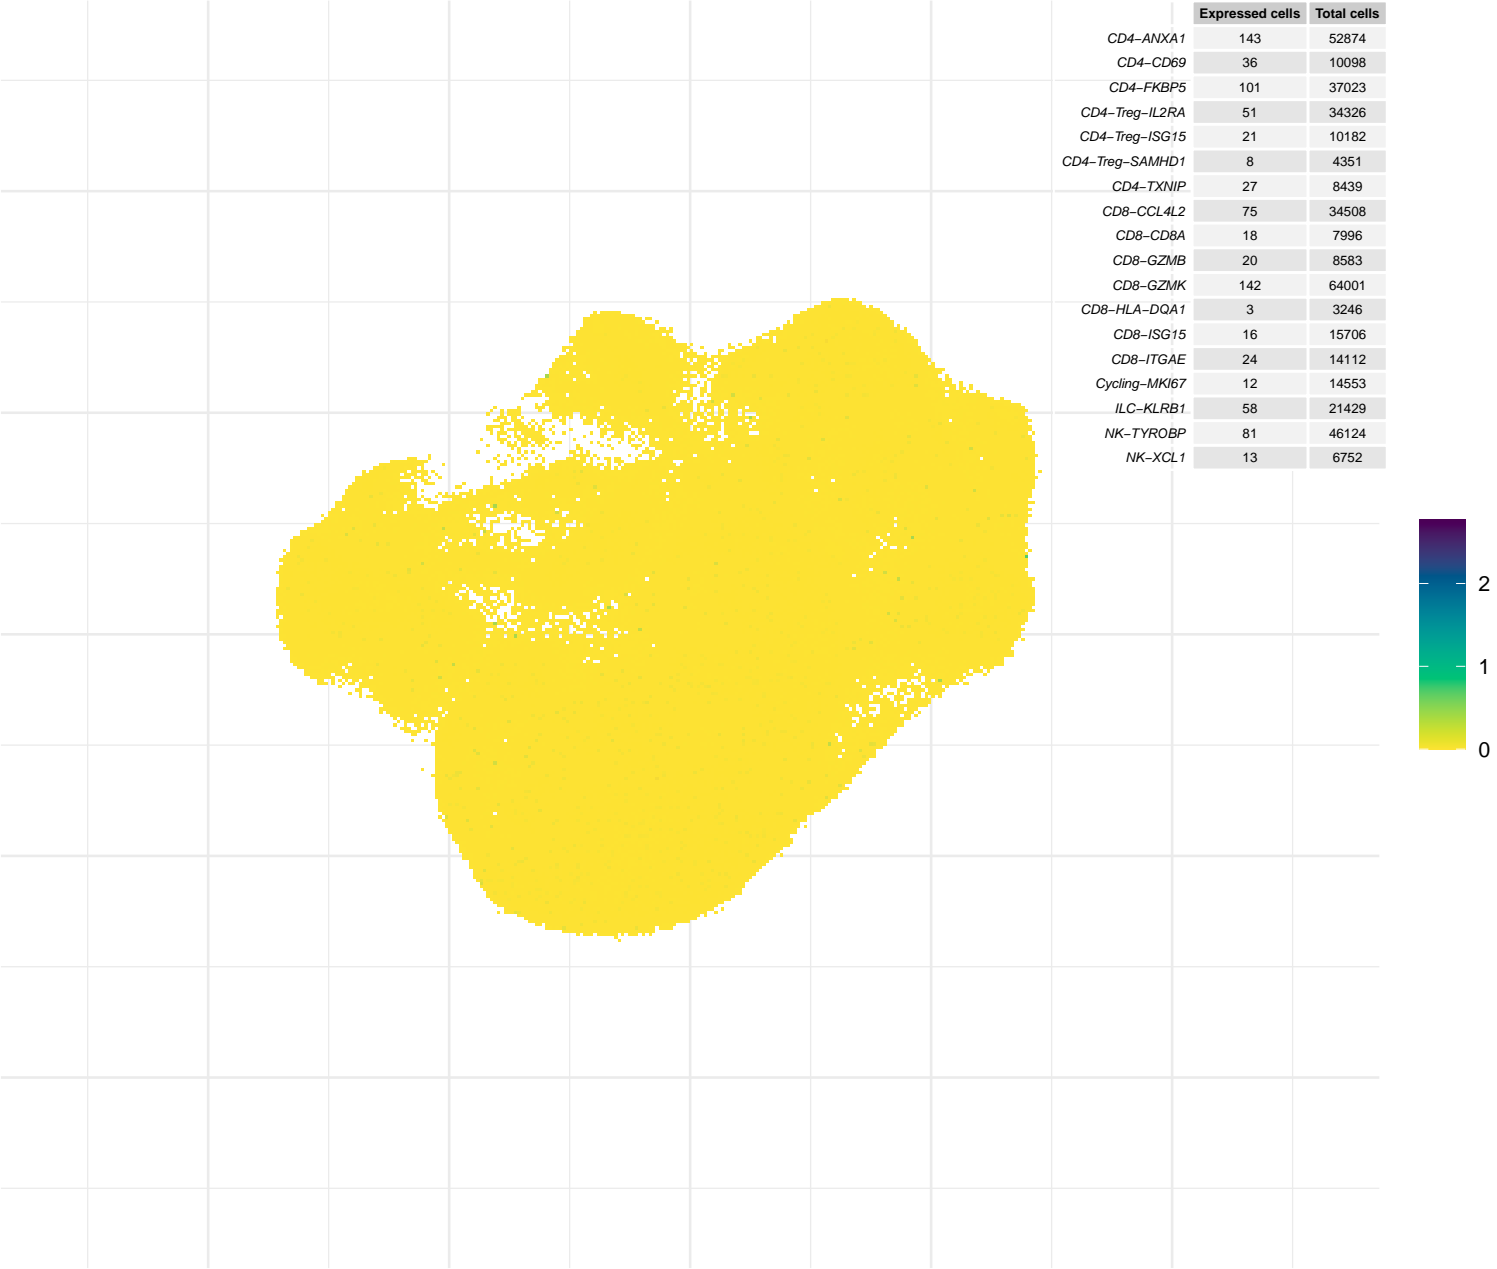 Expressed cells Total cells
CD4−ANXA1 143 52874
CD4−CD69 36 10098
CD4−FKBP5 101 37023
CD4−Treg−IL2RA 51 34326
CD4−Treg−ISG15 21 10182
CD4−Treg−SAMHD1 8 4351
CD4−TXNIP 27 8439
CD8−CCL4L2 75 34508
CD8−CD8A 18 7996
CD8−GZMB 20 8583
CD8−GZMK 142 64001
CD8−HLA−DQA1 3 3246
CD8−ISG15 16 15706
CD8−ITGAE 24 14112
Cycling−MKI67 12 14553
ILC−KLRB1 58 21429
NK−TYROBP 81 46124
NK−XCL1 13 6752
2
1
0